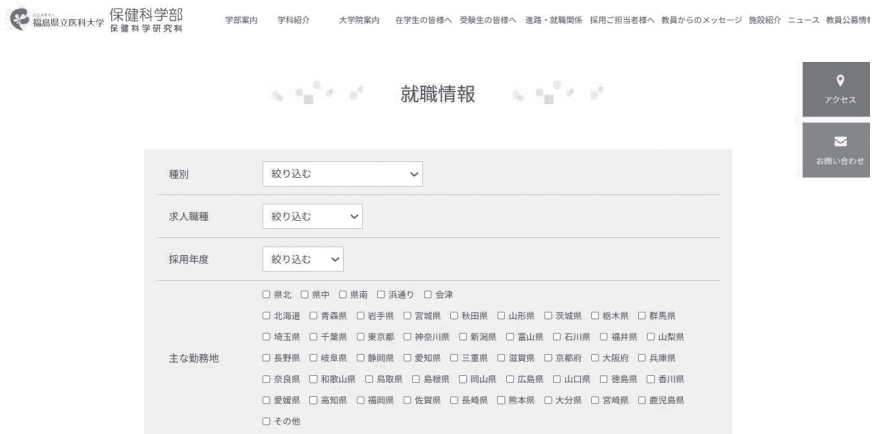 福島県立医科大学 保健科学部
保健科学研究科
学部案内 学科紹介 大学院案内 在学生の皆様へ 受験生の皆様へ 進路・就職関係 採用ご担当者様へ 教員からのメッセージ 施設紹介 ニュース 教員公募情報
就職情報
アクセス
お問い合わせ
種別 絞り込む
求人職種 絞り込む
採用年度 絞り込む
主な勤務地
県北 県中 県南 浜通り 会津
北海道 青森県 岩手県 宮城県 秋田県 山形県 茨城県 栃木県 群馬県
埼玉県 千葉県 東京都 神奈川県 新潟県 富山県 石川県 福井県 山梨県
長野県 岐阜県 静岡県 愛知県 三重県 滋賀県 京都府 大阪府 兵庫県
奈良県 和歌山県 鳥取県 島根県 岡山県 広島県 山口県 徳島県 香川県
愛媛県 高知県 福岡県 佐賀県 長崎県 熊本県 大分県 宮崎県 鹿児島県
その他